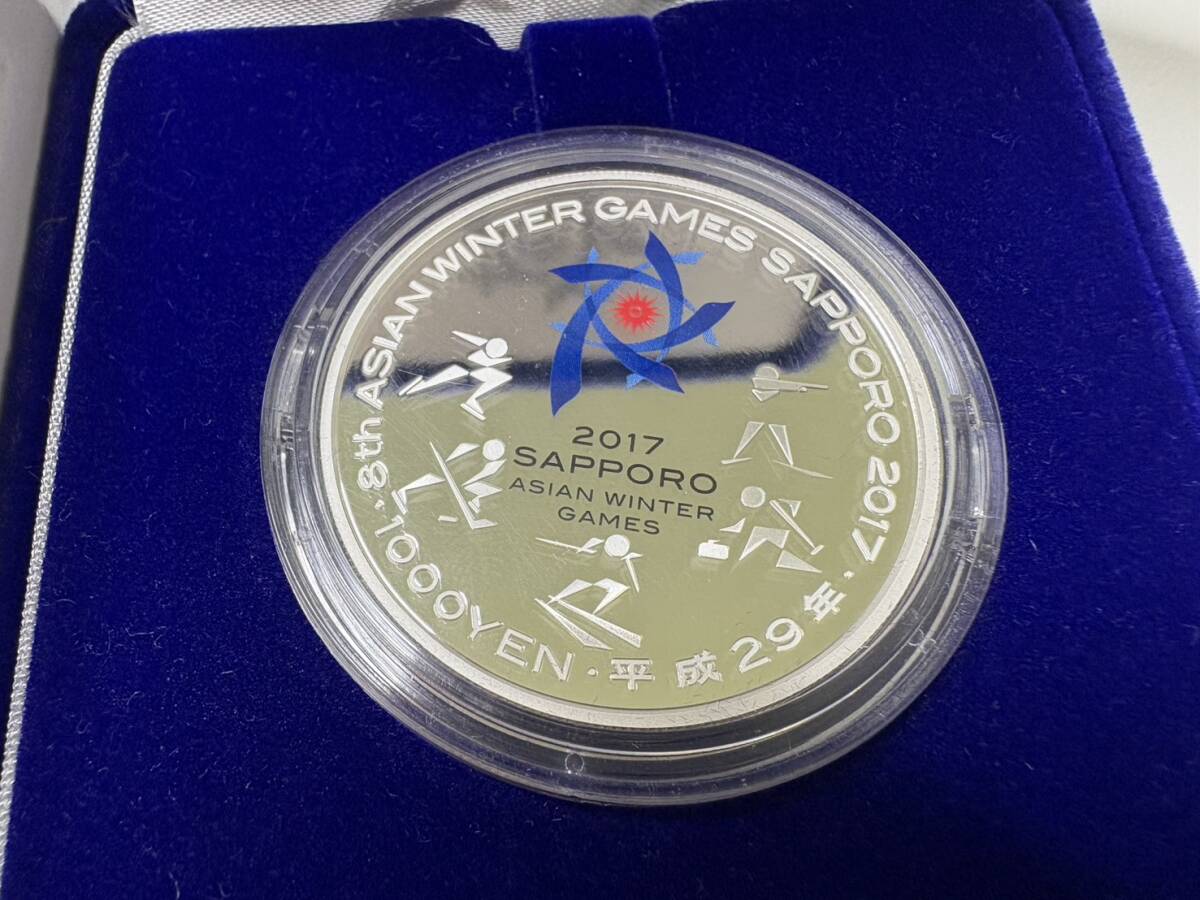 8th ASIAN WINTER GAMES SAPPORO 2017
2017
SAPPORO
ASIAN WINTER
GAMES
・1000YEN・平成29年・